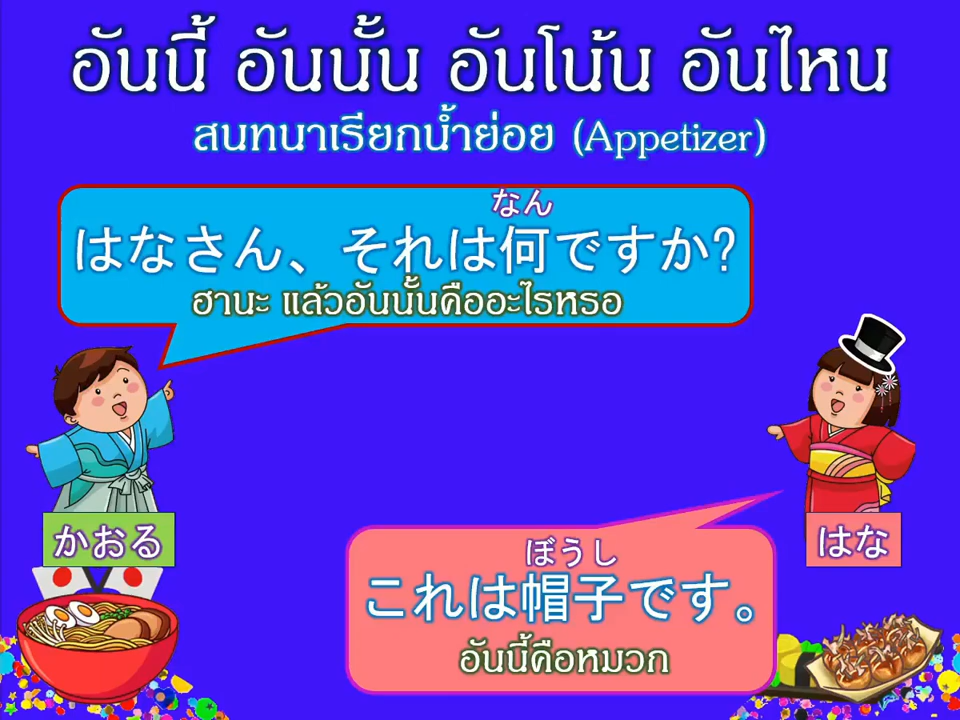 อันนี้ อันนั้น อันโน้น อันไหน
สนทนาเรียกน้ำย่อย (Appetizer)
なん
はなさん、それは何ですか?
ฮานะ แล้วอันนั้นคืออะไรหรอ
かおる
はな
ぼうし
これは帽子です。
อันนี้คือหมวก